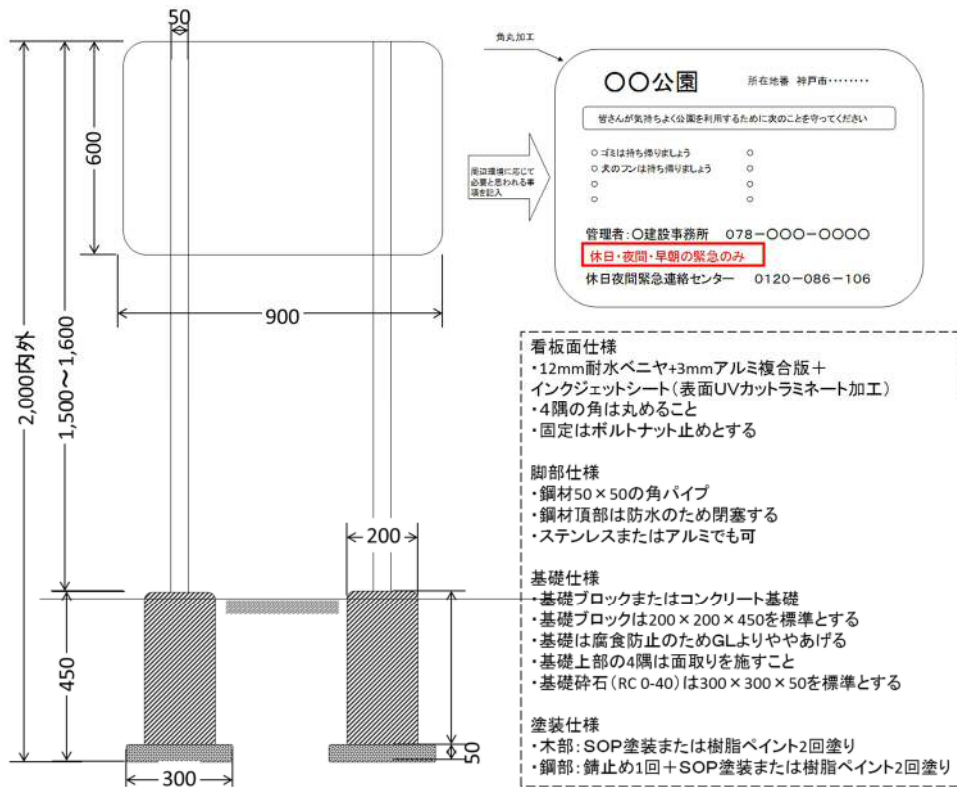 50
600
900
2,000内外
1,500～1,600
200
450
50
300
角丸加工
〇〇公園 所在地番 神戸市‥‥‥‥
皆さんが気持ちよく公園を利用するために次のことを守ってください
○ ゴミは持ち帰りましょう ○
○ 犬のフンは持ち帰りましょう ○
○ ○
○ ○
周辺環境に応じて
必要と思われる事
項を記入
管理者:〇建設事務所 078-〇〇〇-〇〇〇〇
休日・夜間・早朝の緊急のみ
休日夜間緊急連絡センター 0120-086-106
看板面仕様
・12mm耐水ベニヤ+3mmアルミ複合版+
インクジェットシート(表面UVカットラミネート加工)
・4隅の角は丸めること
・固定はボルトナット止めとする
脚部仕様
・鋼材50×50の角パイプ
・鋼材頂部は防水のため閉塞する
・ステンレスまたはアルミでも可
基礎仕様
・基礎ブロックまたはコンクリート基礎
・基礎ブロックは200×200×450を標準とする
・基礎は腐食防止のためGLよりややあげる
・基礎上部の4隅は面取りを施すこと
・基礎砕石(RC 0-40)は300×300×50を標準とする
塗装仕様
・木部:SOP塗装または樹脂ペイント2回塗り
・鋼部:錆止め1回+SOP塗装または樹脂ペイント2回塗り